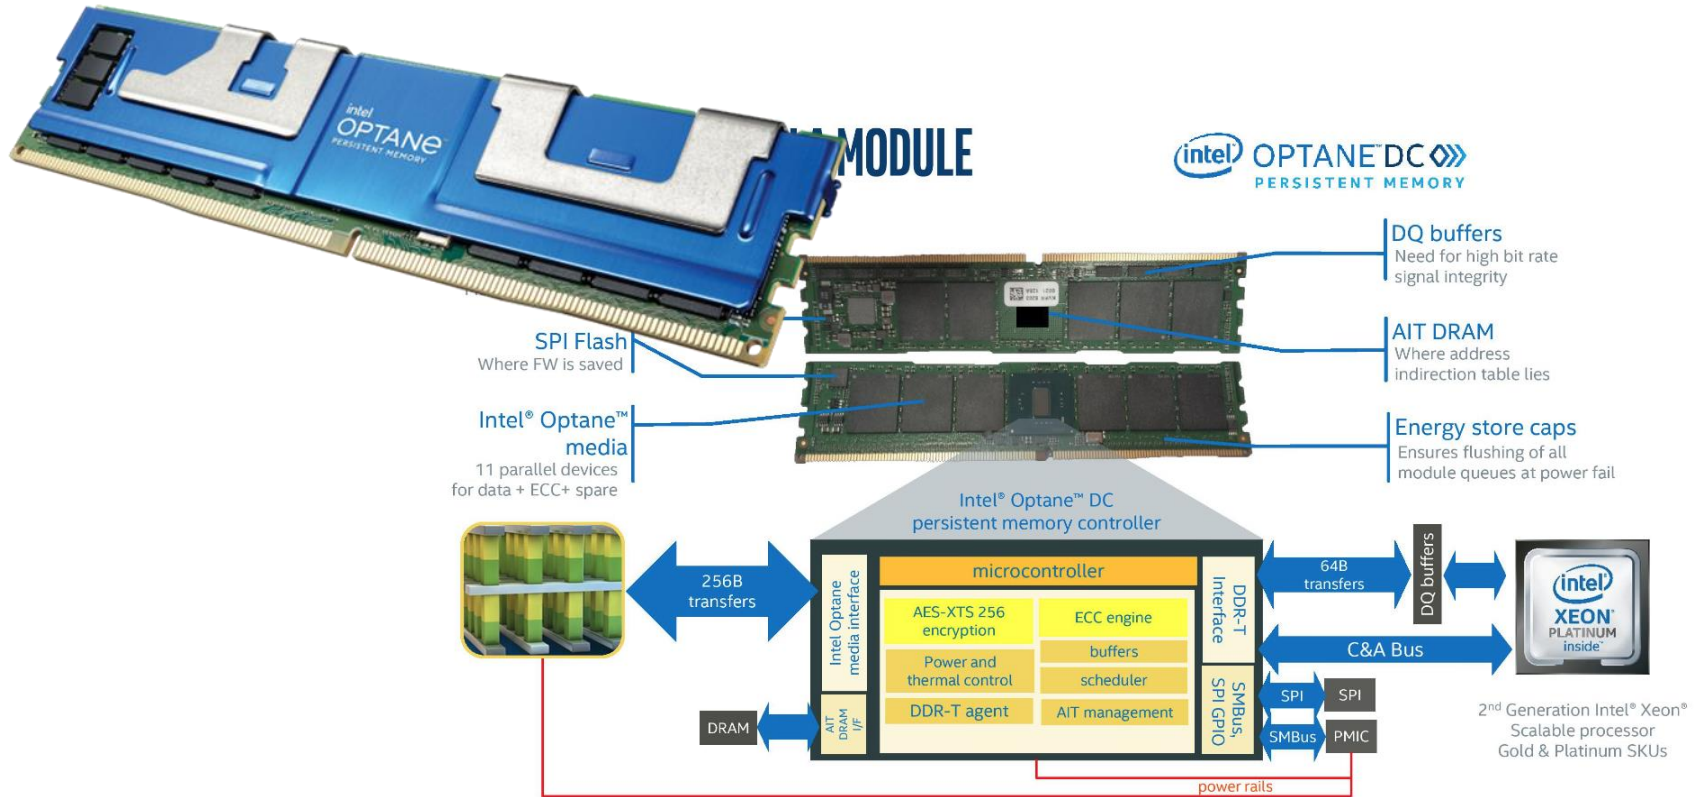 intel
OPTANE™
PERSISTENT MEMORY
MODULE
intel OPTANE™ DC
PERSISTENT MEMORY
DQ buffers
Need for high bit rate
signal integrity
SPI Flash
Where FW is saved
AIT DRAM
Where address
indirection table lies
Intel® Optane™
media
11 parallel devices
for data + ECC+ spare
Energy store caps
Ensures flushing of all
module queues at power fail
Intel® Optane™ DC
persistent memory controller
256B
transfers
Intel Optane
media interface
microcontroller
AES-XTS 256
encryption
ECC engine
buffers
Power and
thermal control
scheduler
DDR-T agent
AIT management
DDR-T
Interface
64B
transfers
DQ buffers
intel
XEON®
PLATINUM
inside™
C&A Bus
DRAM
AIT
DRAM
I/F
SMBus,
SPI GPIO
SPI
SPI
SMBus
PMIC
power rails
2nd Generation Intel® Xeon®
Scalable processor
Gold & Platinum SKUs